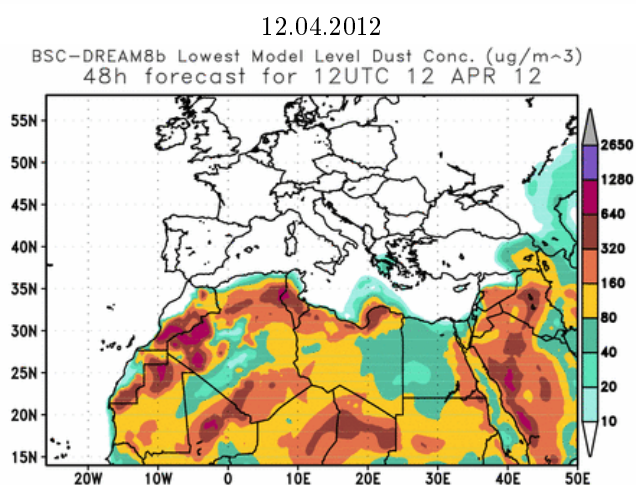 12.04.2012
BSC-DREAM8b Lowest Model Level Dust Conc. (ug/m^3)
48h forecast for 12UTC 12 APR 12
55N
50N
45N
40N
35N
30N
25N
20N
15N
20W
10W
0
10E
20E
30E
40E
50E
2650
1280
640
320
160
80
40
20
10